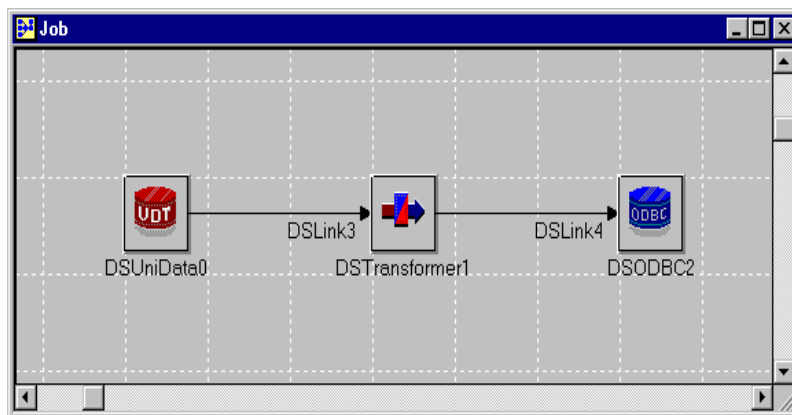 Job
UDT
ODBC
DSLink3
DSLink4
DSUniData0
DSTransformer1
DSODBC2